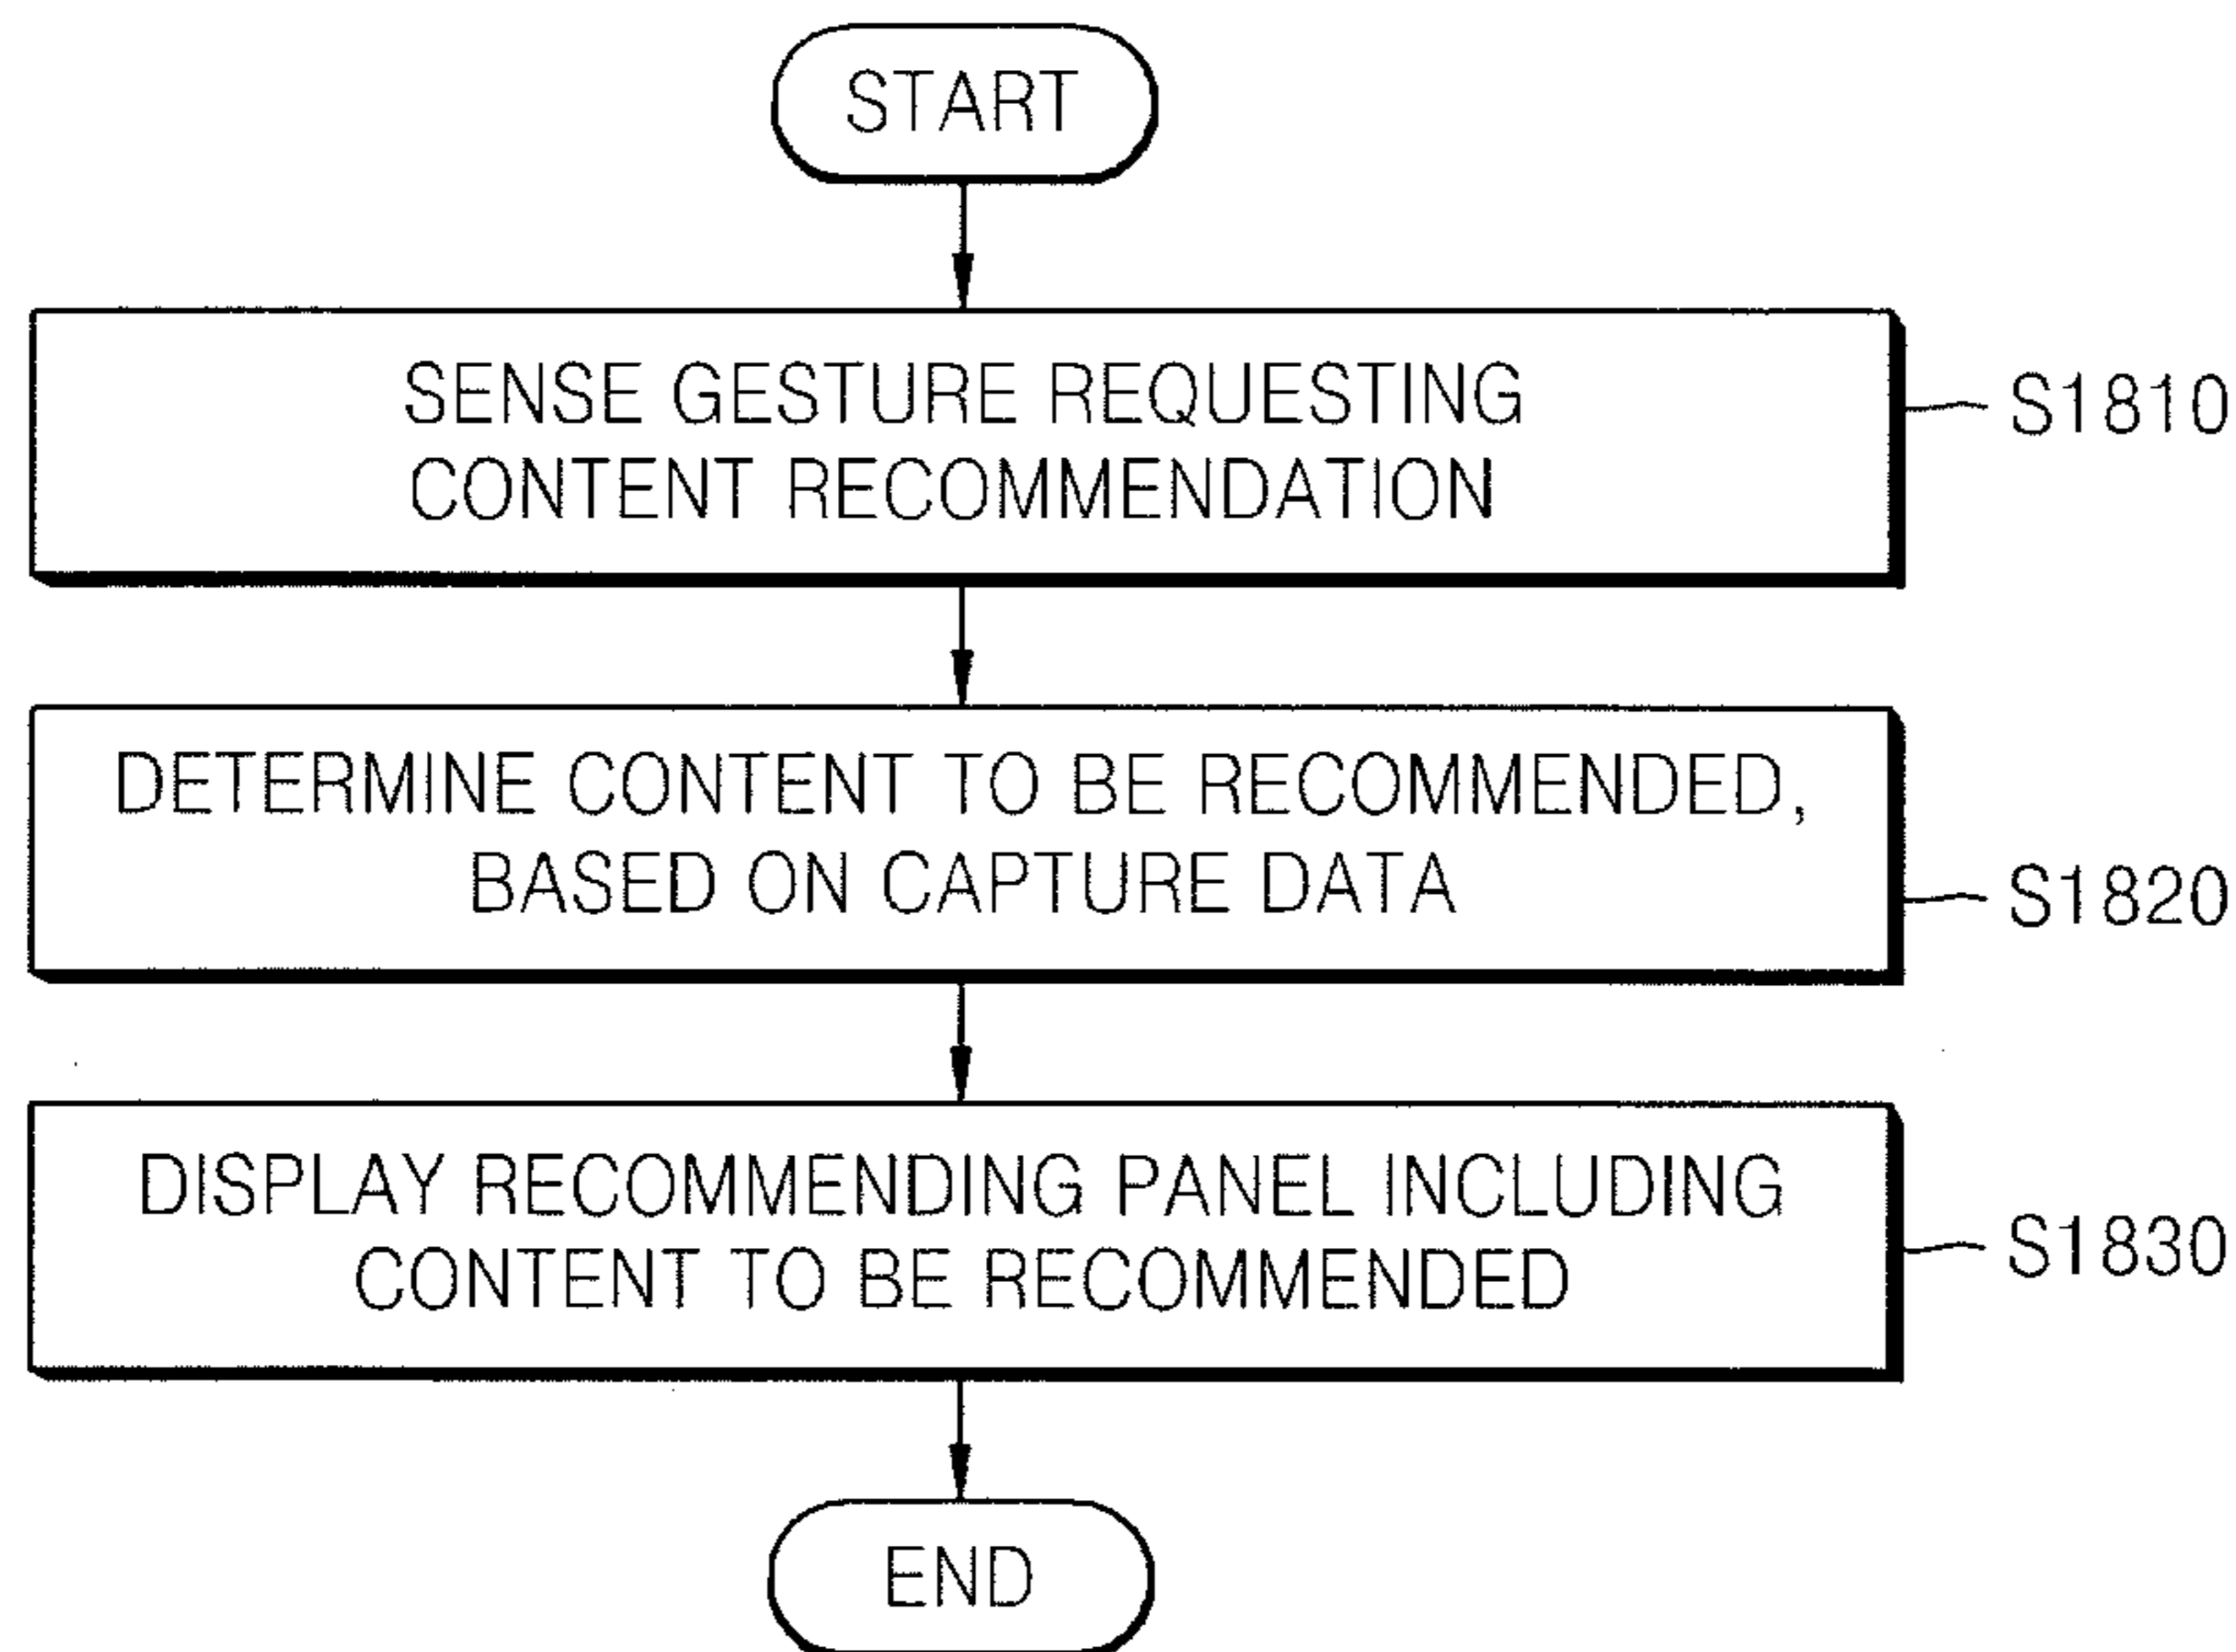 START
SENSE GESTURE REQUESTING
CONTENT RECOMMENDATION
S1810
DETERMINE CONTENT TO BE RECOMMENDED,
BASED ON CAPTURE DATA
S1820
DISPLAY RECOMMENDING PANEL INCLUDING
CONTENT TO BE RECOMMENDED
S1830
END